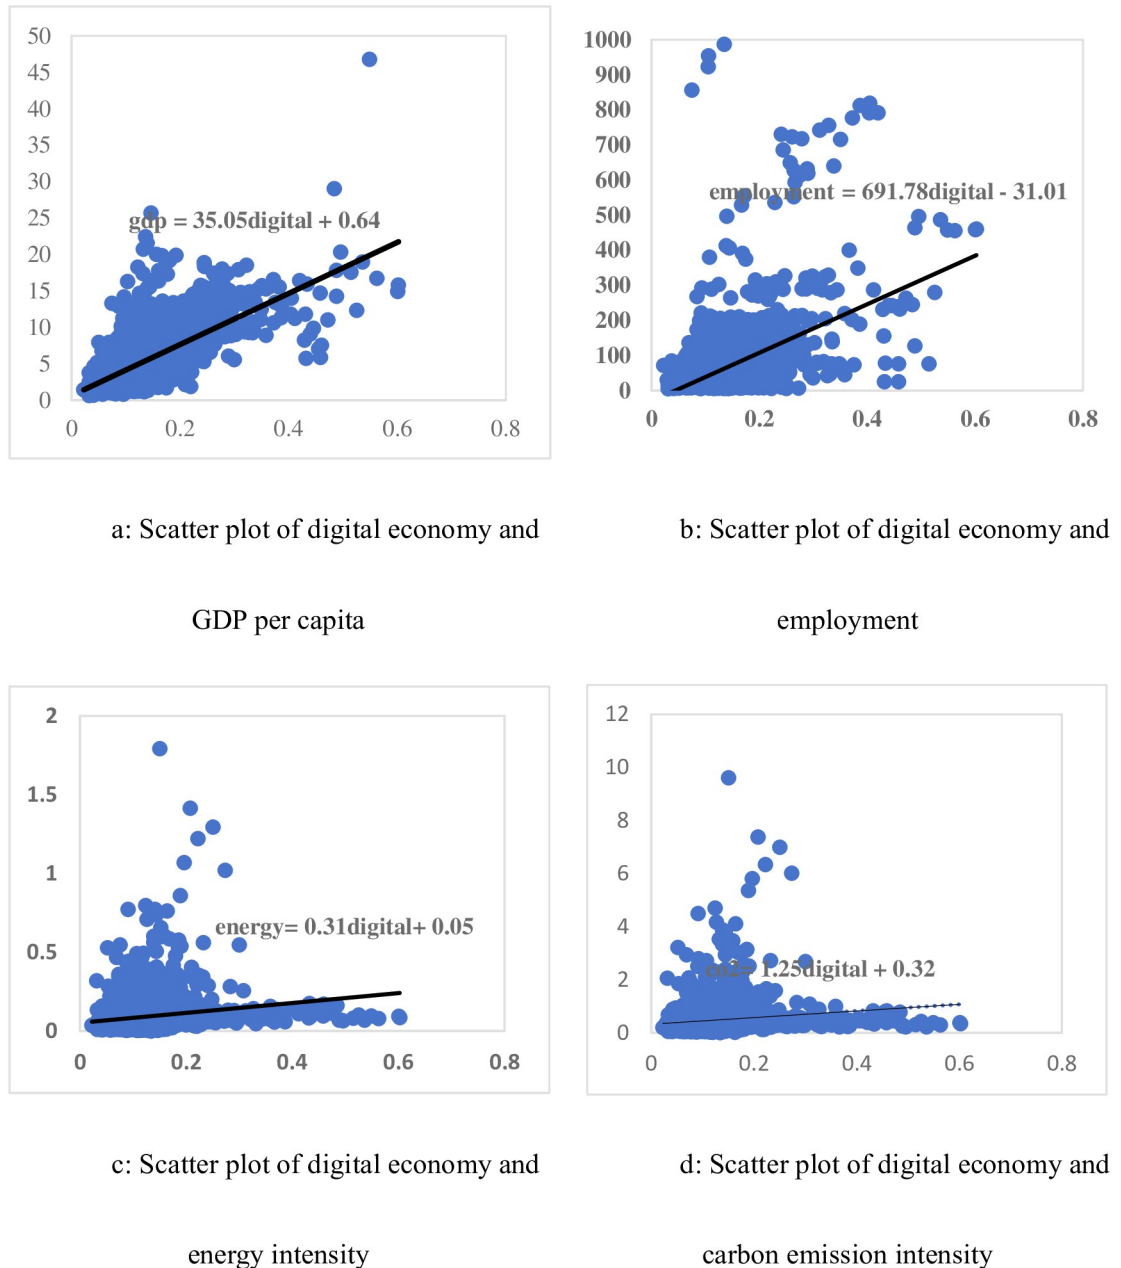 50
45
40
35
30
25
20
15
10
5
0
0 0.2 0.4 0.6 0.8
gdp = 35.05digital + 0.64
1000
900
800
700
600
500
400
300
200
100
0
0 0.2 0.4 0.6 0.8
employment = 691.78digital - 31.01
a: Scatter plot of digital economy and
GDP per capita
b: Scatter plot of digital economy and
employment
2
1.5
1
0.5
0
0 0.2 0.4 0.6 0.8
energy= 0.31digital+ 0.05
12
10
8
6
4
2
0
0 0.2 0.4 0.6 0.8
co2= 1.25digital + 0.32
c: Scatter plot of digital economy and
energy intensity
d: Scatter plot of digital economy and
carbon emission intensity